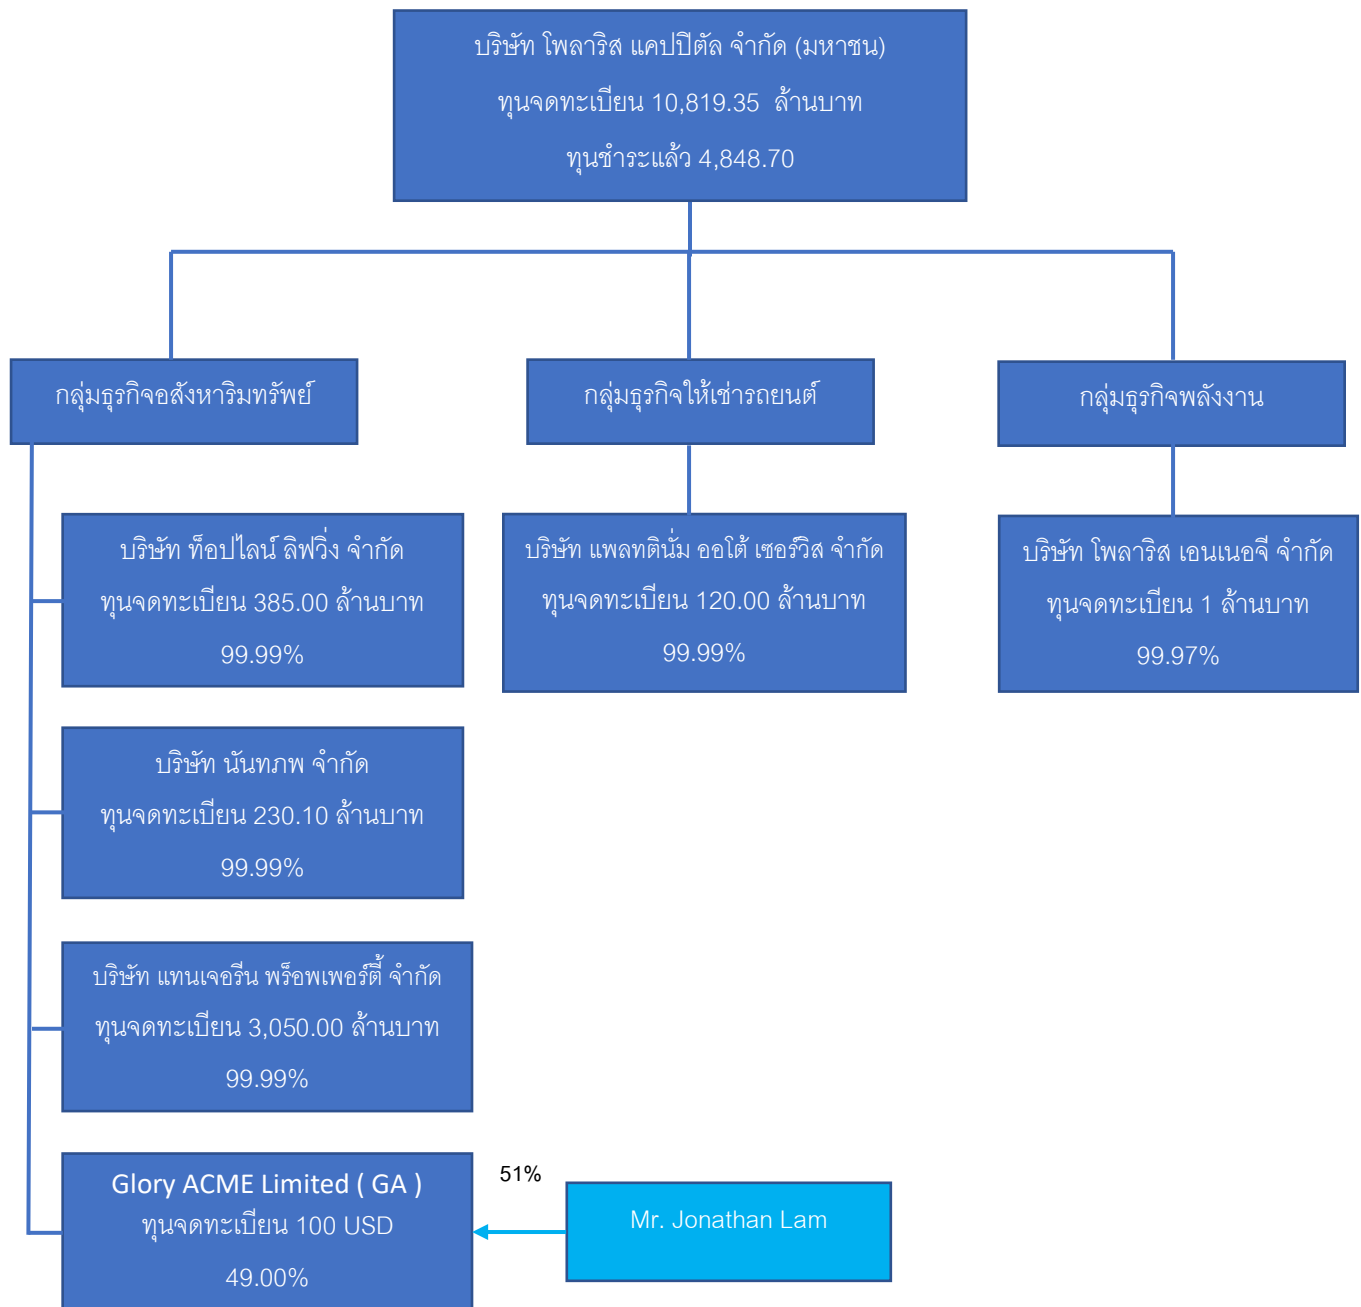 บริษัท โพลาริส แคปปิตัล จำกัด (มหาชน)
ทุนจดทะเบียน 10,819.35 ล้านบาท
ทุนชำระแล้ว 4,848.70
กลุ่มธุรกิจอสังหาริมทรัพย์
กลุ่มธุรกิจให้เช่ารถยนต์
กลุ่มธุรกิจพลังงาน
บริษัท ท็อปไลน์ ลิฟวิ่ง จำกัด
ทุนจดทะเบียน 385.00 ล้านบาท
99.99%
บริษัท แพลทตินั่ม ออโต้ เซอร์วิส จำกัด
ทุนจดทะเบียน 120.00 ล้านบาท
99.99%
บริษัท โพลาริส เอนเนอจี จำกัด
ทุนจดทะเบียน 1 ล้านบาท
99.97%
บริษัท นันทภพ จำกัด
ทุนจดทะเบียน 230.10 ล้านบาท
99.99%
บริษัท แทนเจอรีน พร็อพเพอร์ตี้ จำกัด
ทุนจดทะเบียน 3,050.00 ล้านบาท
99.99%
Glory ACME Limited ( GA )
ทุนจดทะเบียน 100 USD
49.00%
51%
Mr. Jonathan Lam